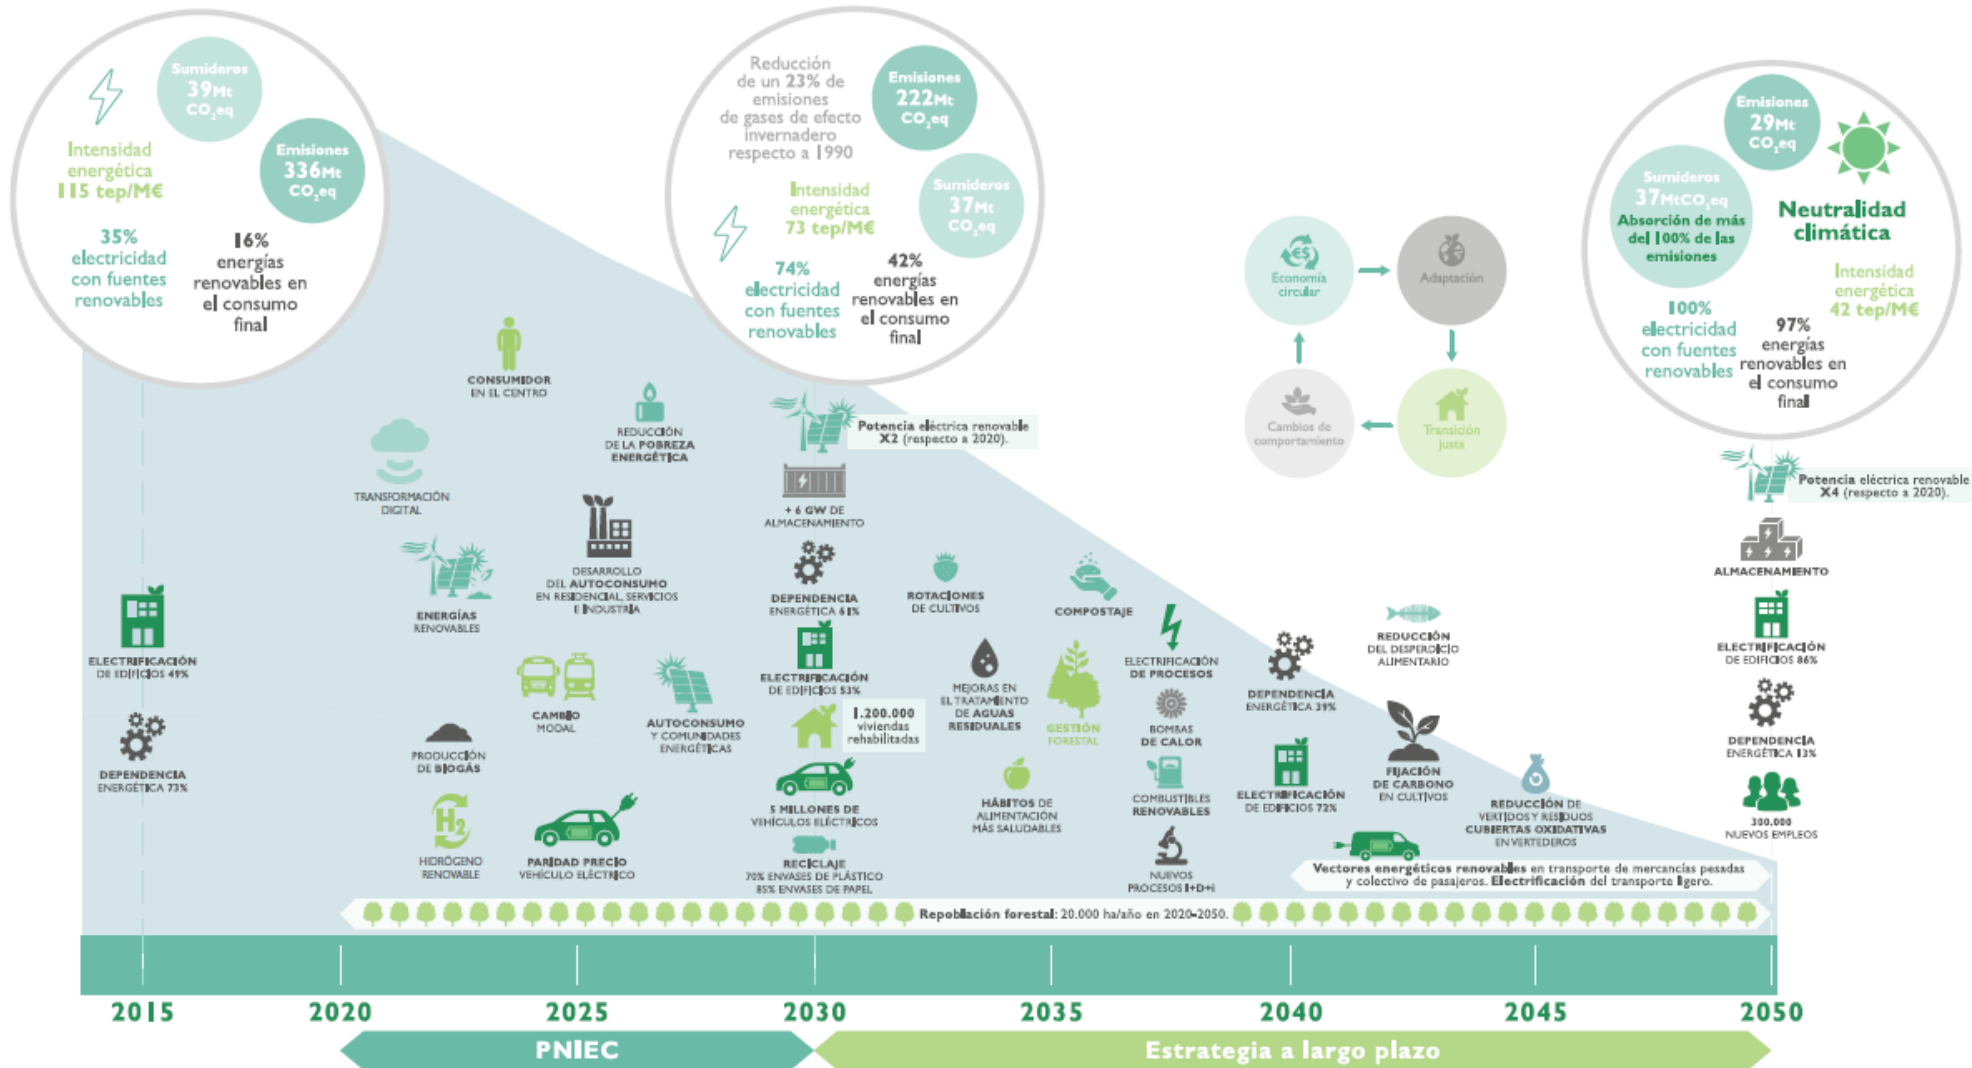 Sumideros
39Mt
CO₂eq
Intensidad
energética
115 tep/M€
Emisiones
336Mt
CO₂eq
35%
electricidad
con fuentes
renovables
16%
energías
renovables en
el consumo
final
Reducción
de un 23% de
emisiones
de gases de efecto
invernadero
respecto a 1990
Emisiones
222Mt
CO₂eq
Intensidad
energética
73 tep/M€
Sumideros
37Mt
CO₂eq
74%
electricidad
con fuentes
renovables
42%
energías
renovables en
el consumo
final
€$
Economía
circular
Adaptación
Cambios de
comportamiento
Transición
justa
Emisiones
29Mt
CO₂eq
Sumideros
37MtCO₂eq
Absorción de más
del 100% de las
emisiones
Neutralidad
climática
Intensidad
energética
42 tep/M€
100%
electricidad
con fuentes
renovables
97%
energías
renovables en
el consumo
final
ELECTRIFICACIÓN
DE EDIFICIOS 49%
DEPENDENCIA
ENERGÉTICA 73%
CONSUMIDOR
EN EL CENTRO
TRANSFORMACIÓN
DIGITAL
REDUCCIÓN
DE LA POBREZA
ENERGÉTICA
ENERGÍAS
RENOVABLES
DESARROLLO
DEL AUTOCONSUMO
EN RESIDENCIAL, SERVICIOS
E INDUSTRIA
CAMBIO
MODAL
AUTOCONSUMO
Y COMUNIDADES
ENERGÉTICAS
PRODUCCIÓN
DE BIOGÁS
H2
HIDRÓGENO
RENOVABLE
PARIDAD PRECIO
VEHÍCULO ELÉCTRICO
Potencia eléctrica renovable
X2 (respecto a 2020).
+ 6 GW DE
ALMACENAMIENTO
DEPENDENCIA
ENERGÉTICA 61%
ELECTRIFICACIÓN
DE EDIFICIOS 53%
1.200.000
viviendas
rehabilitadas
5 MILLONES DE
VEHÍCULOS ELÉCTRICOS
RECICLAJE
70% ENVASES DE PLÁSTICO
85% ENVASES DE PAPEL
ROTACIONES
DE CULTIVOS
MEJORAS EN
EL TRATAMIENTO
DE AGUAS
RESIDUALES
HÁBITOS DE
ALIMENTACIÓN
MÁS SALUDABLES
COMPOSTAJE
GESTIÓN
FORESTAL
ELECTRIFICACIÓN
DE PROCESOS
BOMBAS
DE CALOR
COMBUSTIBLES
RENOVABLES
NUEVOS
PROCESOS I+D+i
DEPENDENCIA
ENERGÉTICA 39%
ELECTRIFICACIÓN
DE EDIFICIOS 72%
REDUCCIÓN
DEL DESPERDICIO
ALIMENTARIO
FIJACIÓN
DE CARBONO
EN CULTIVOS
REDUCCIÓN DE
VERTIDOS Y RESIDUOS
CUBIERTAS OXIDATIVAS
EN VERTEDEROS
Potencia eléctrica renovable
X4 (respecto a 2020).
ALMACENAMIENTO
ELECTRIFICACIÓN
DE EDIFICIOS 86%
DEPENDENCIA
ENERGÉTICA 13%
300.000
NUEVOS EMPLEOS
Vectores energéticos renovables en transporte de mercancías pesadas
y colectivo de pasajeros. Electrificación del transporte ligero.
Repoblación forestal: 20.000 ha/año en 2020-2050.
2015
2020
2025
2030
2035
2040
2045
2050
PNIEC
Estrategia a largo plazo